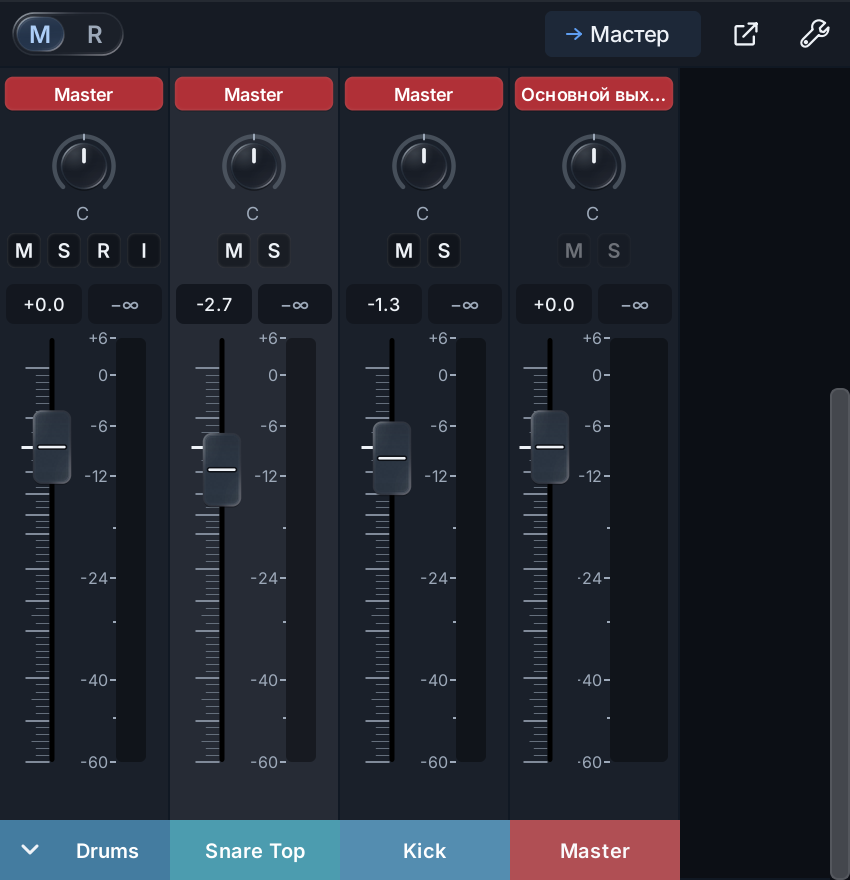 M R → Мастер
Master Master Master Основной вых...
C C C C
M S R I M S M S M S
+0.0 -∞ -2.7 -∞ -1.3 -∞ +0.0 -∞
+6 +6 +6 +6
0 0 0 0
-6 -6 -6 -6
-12 -12 -12 -12
-24 -24 -24 -24
-40 -40 -40 -40
-60 -60 -60 -60
Drums Snare Top Kick Master